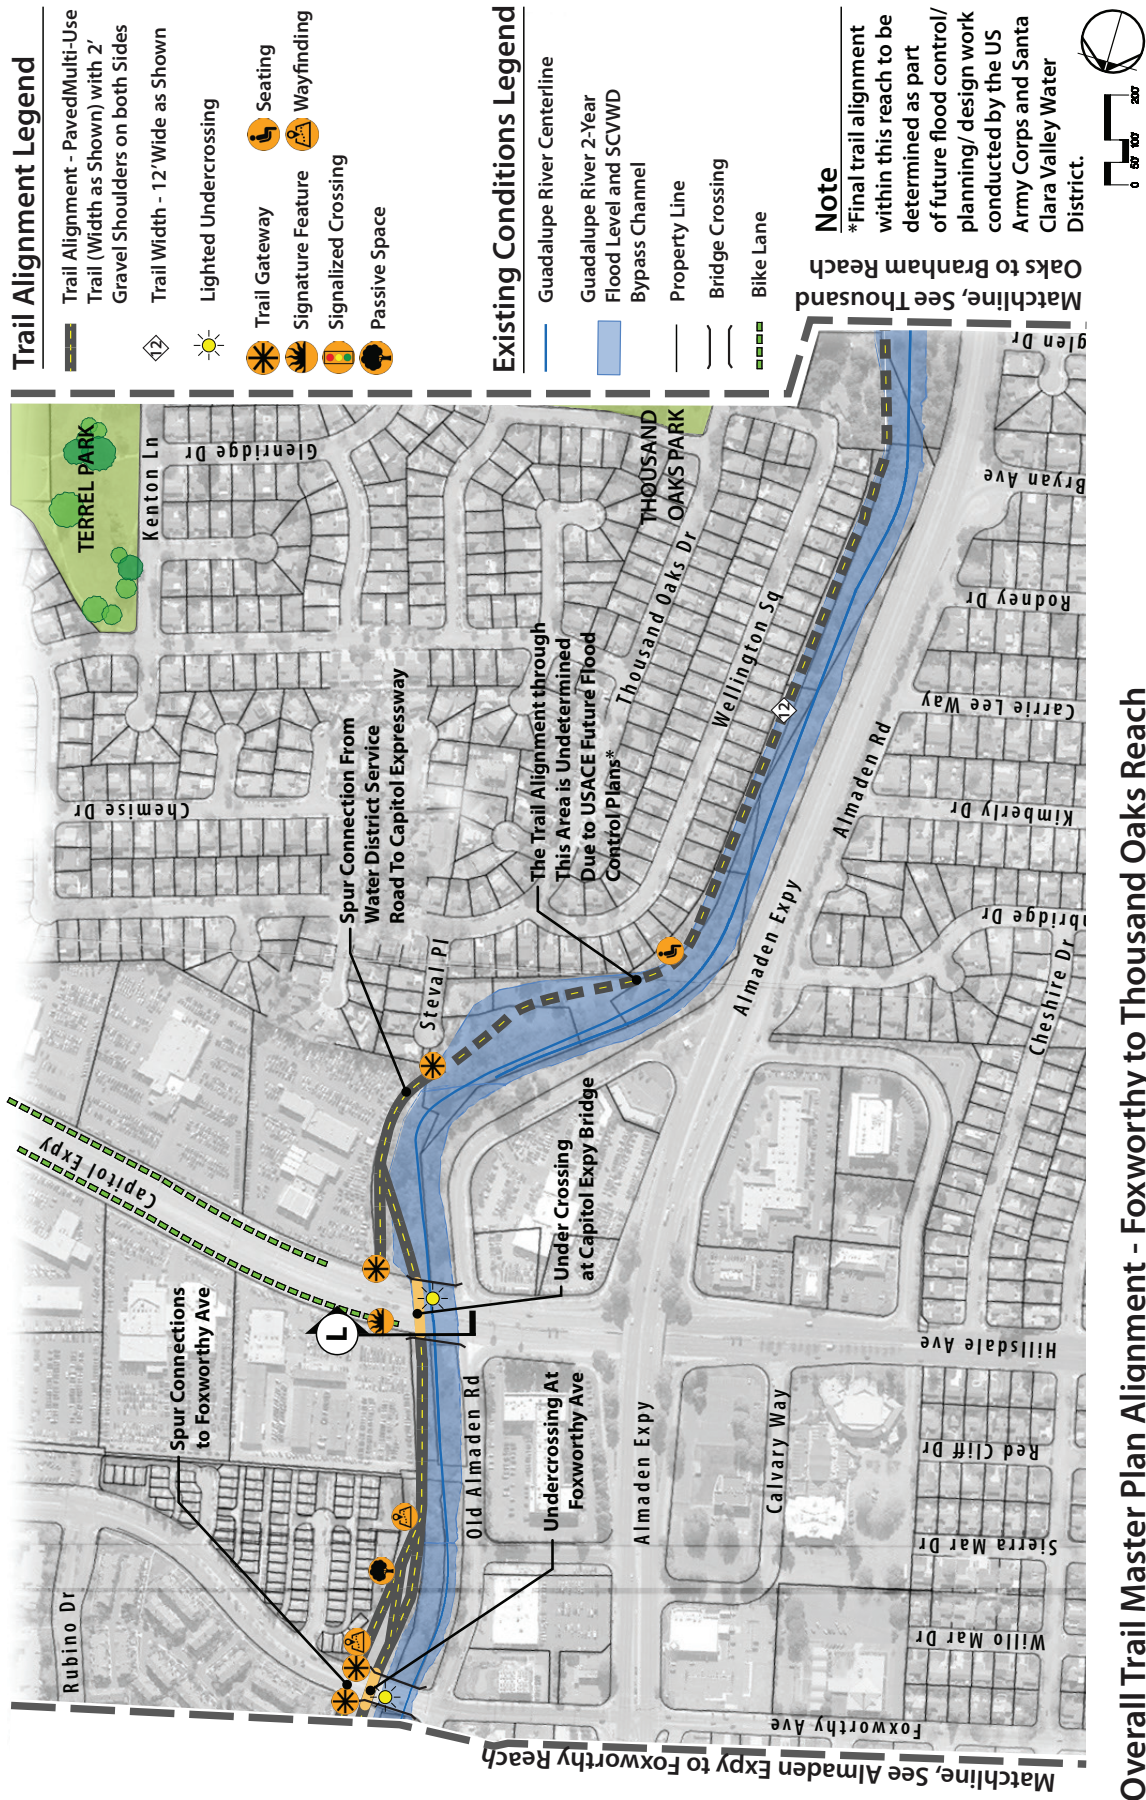 Trail Alignment Legend
Trail Alignment - PavedMulti-Use
Trail (Width as Shown) with 2’
Gravel Shoulders on both Sides
12
Trail Width - 12’Wide as Shown
Lighted Undercrossing
Trail Gateway
Seating
Signature Feature
Wayfinding
Signalized Crossing
Passive Space
Existing Conditions Legend
Guadalupe River Centerline
Guadalupe River 2-Year
Flood Level and SCVWD
Bypass Channel
Property Line
Bridge Crossing
Bike Lane
Note
*Final trail alignment
within this reach to be
determined as part
of future flood control/
planning/ design work
conducted by the US
Army Corps and Santa
Clara Valley Water
District.
0 50' 100' 200'
Matchline, See Thousand
Oaks to Branham Reach
Matchline, See Almaden Expy to Foxworthy Reach
TERREL PARK
Kenton Ln
Glenridge Dr
THOUSAND
OAKS PARK
Chemise Dr
Thousand Oaks Dr
Wellington Sq
Steval Pl
Capitol Expy
Rubino Dr
Spur Connection From
Water District Service
Road To Capitol Expressway
The Trail Alignment through
This Area is Undetermined
Due to USACE Future Flood
Control Plans*
12
Spur Connections
to Foxworthy Ave
L
Under Crossing
at Capitol Expy Bridge
Undercrossing At
Foxworthy Ave
Old Almaden Rd
Almaden Expy
Almaden Expy
Almaden Rd
Calvary Way
Hillsdale Ave
Red Cliff Dr
Sierra Mar Dr
Willo Mar Dr
Foxworthy Ave
Cheshire Dr
nbridge Dr
Kimberly Dr
Carrie Lee Way
Rodney Dr
Bryan Ave
glen Dr
Overall Trail Master Plan Alignment - Foxworthy to Thousand Oaks Reach